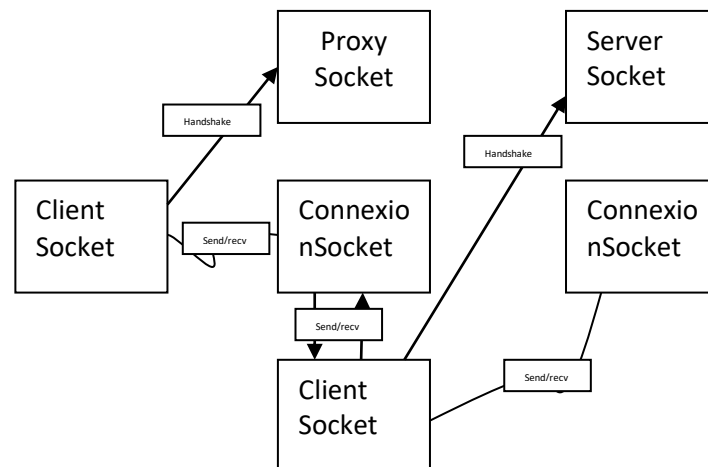 Proxy
Socket
Server
Socket
Handshake
Handshake
Client
Socket
Send/recv
Connexio
nSocket
Connexio
nSocket
Send/recv
Client
Socket
Send/recv